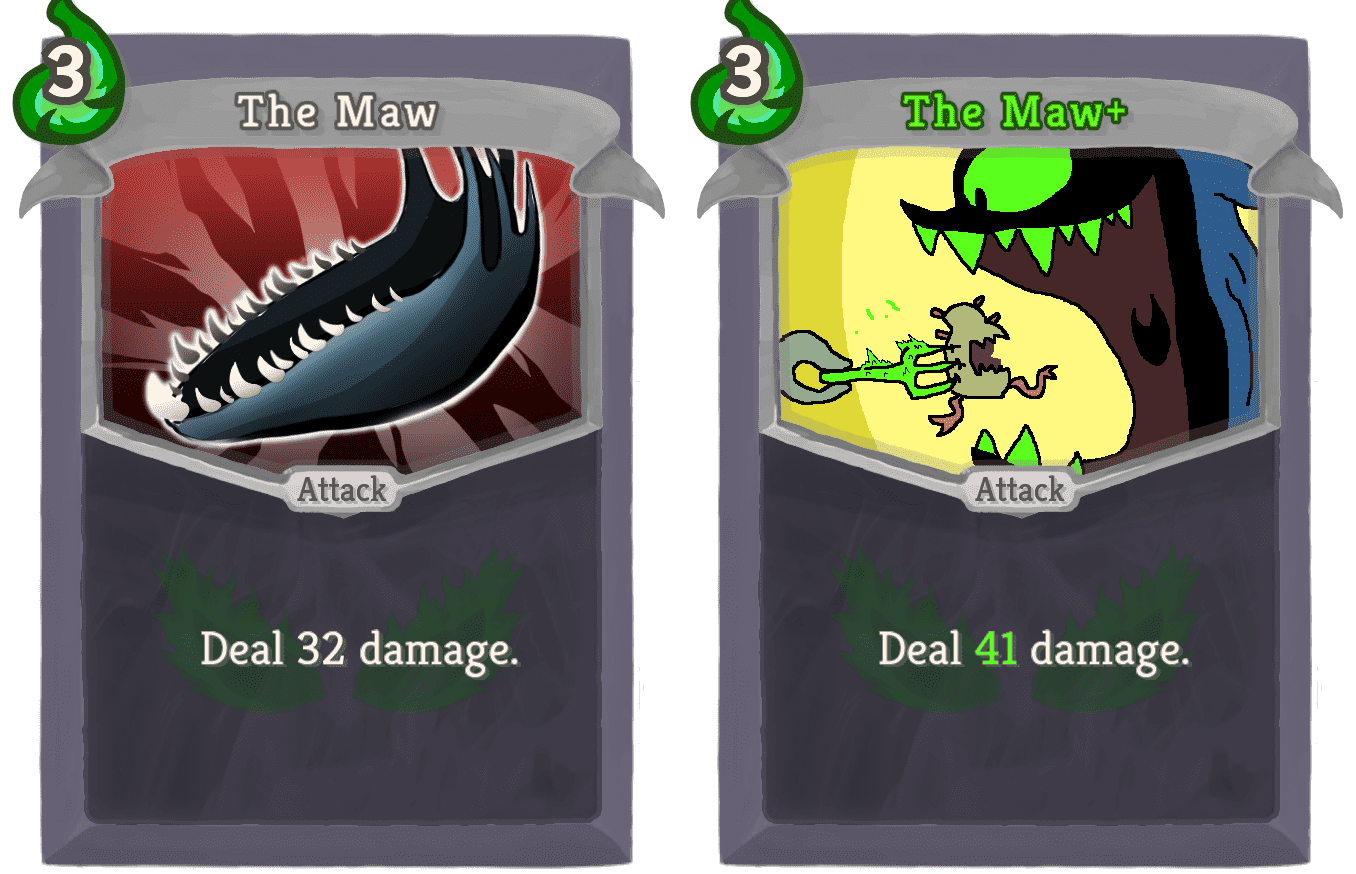 3
The Maw
Attack
Deal 32 damage.
3
The Maw+
Attack
Deal 41 damage.